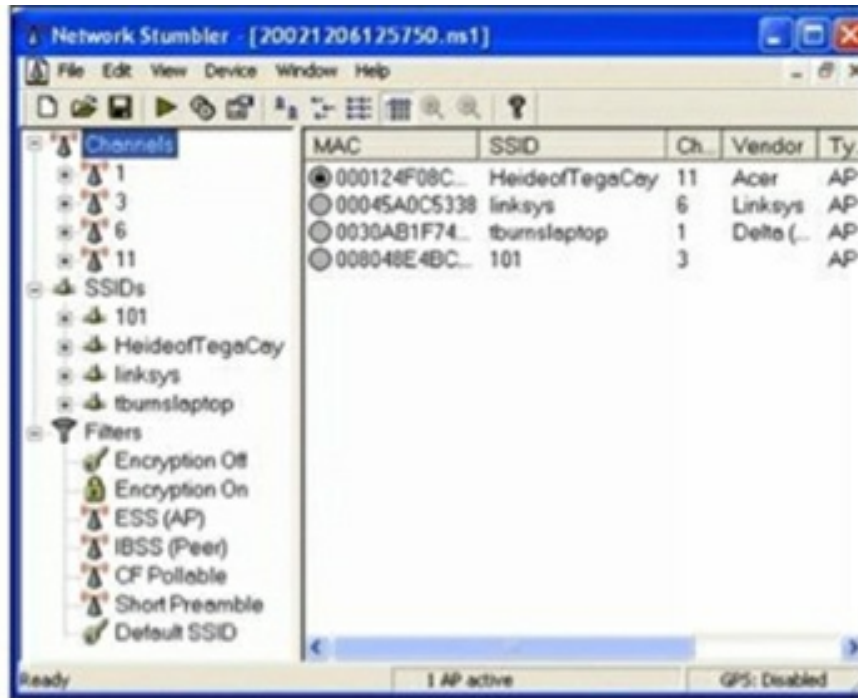 Network Stumbler - [20021206125750.ns1]
File Edit View Device Window Help
Channels
1
3
6
11
SSIDs
101
HeideofTegaCay
linksys
tburnslaptop
Filters
Encryption Off
Encryption On
ESS (AP)
IBSS (Peer)
CF Pollable
Short Preamble
Default SSID
MAC SSID Ch... Vendor Ty..
000124F08C... HeideofTegaCay 11 Acer AP
00045A0C5338 linksys 6 Linksys AP
0030AB1F74... tburnslaptop 1 Delta (... AP
008048E4BC... 101 3 AP
Ready 1 AP active GPS: Disabled